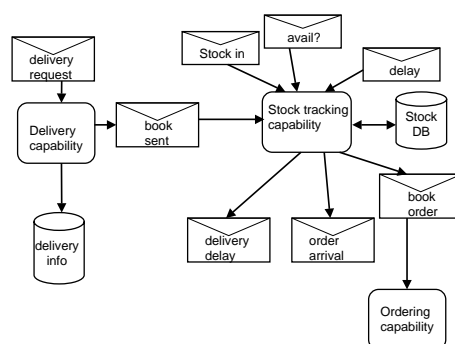 delivery
request
Stock in
avail?
delay
Delivery
capability
book
sent
Stock tracking
capability
Stock
DB
delivery
info
delivery
delay
order
arrival
book
order
Ordering
capability